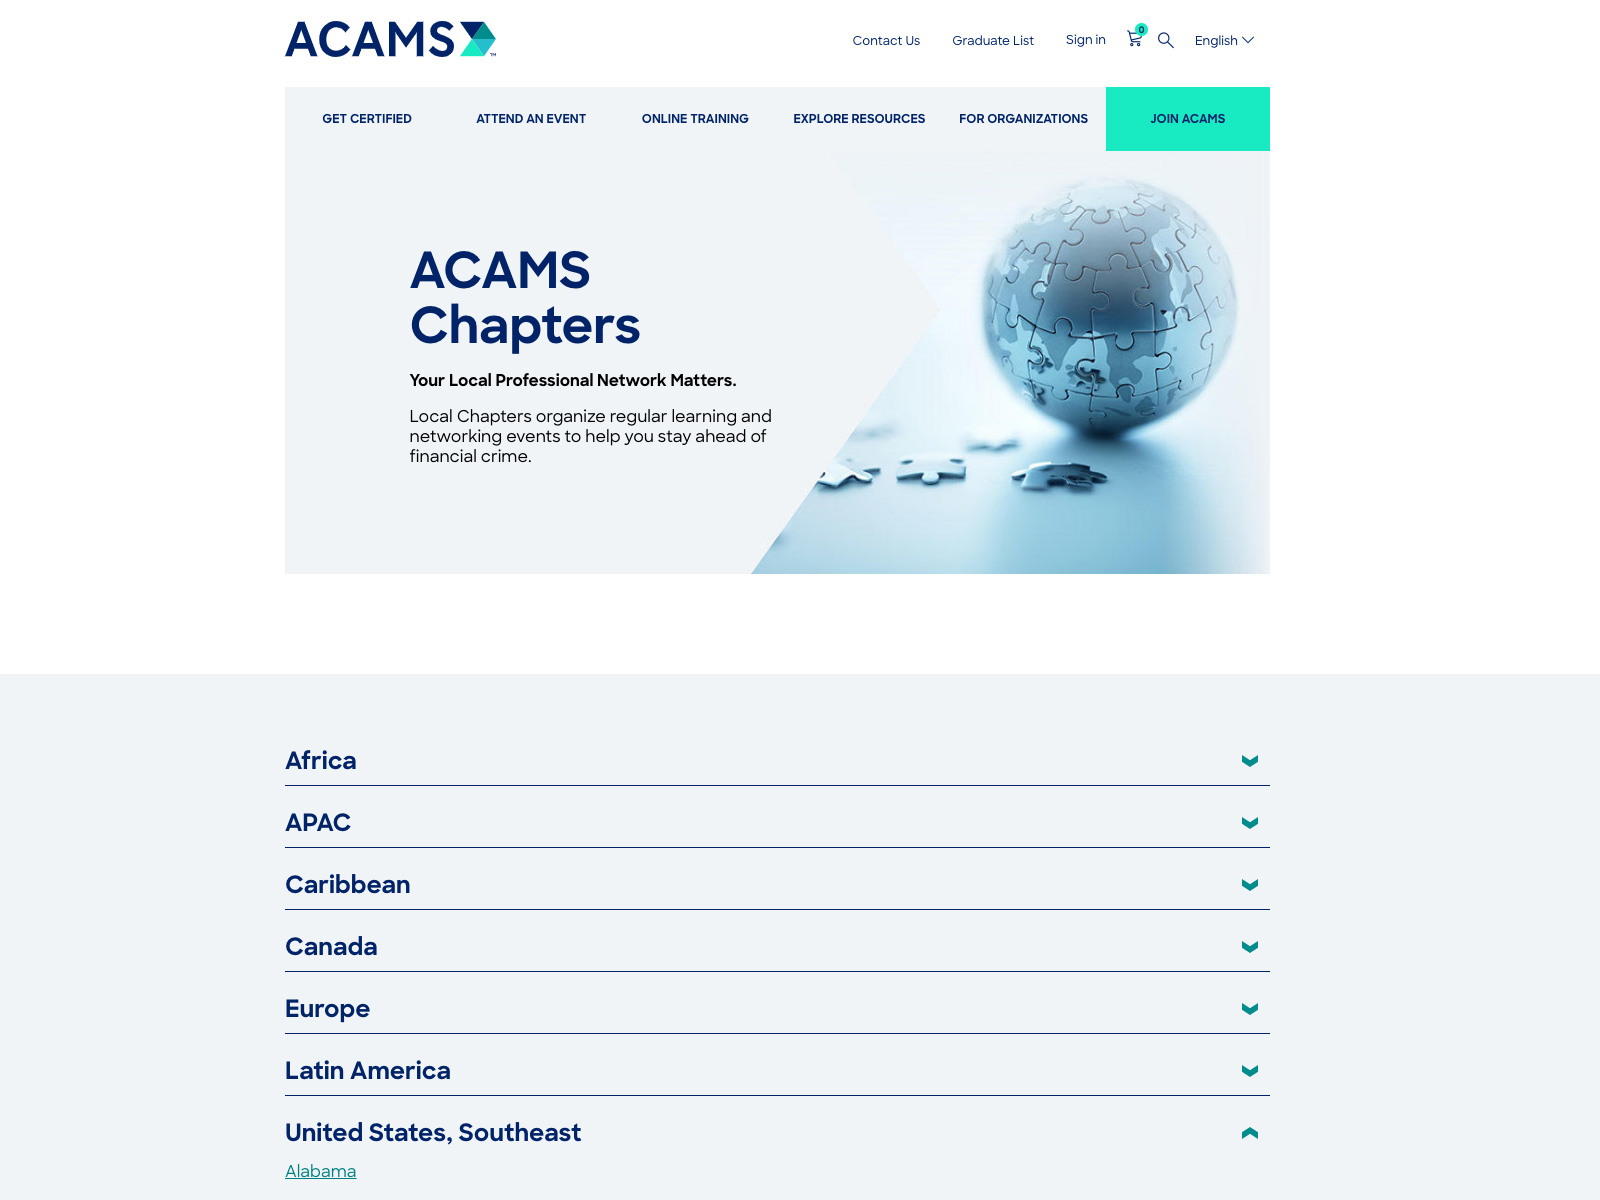 ACAMS
Contact Us
Graduate List
Sign in
0
English
GET CERTIFIED
ATTEND AN EVENT
ONLINE TRAINING
EXPLORE RESOURCES
FOR ORGANIZATIONS
JOIN ACAMS
ACAMS
Chapters
Your Local Professional Network Matters.
Local Chapters organize regular learning and
networking events to help you stay ahead of
financial crime.
Africa
APAC
Caribbean
Canada
Europe
Latin America
United States, Southeast
Alabama